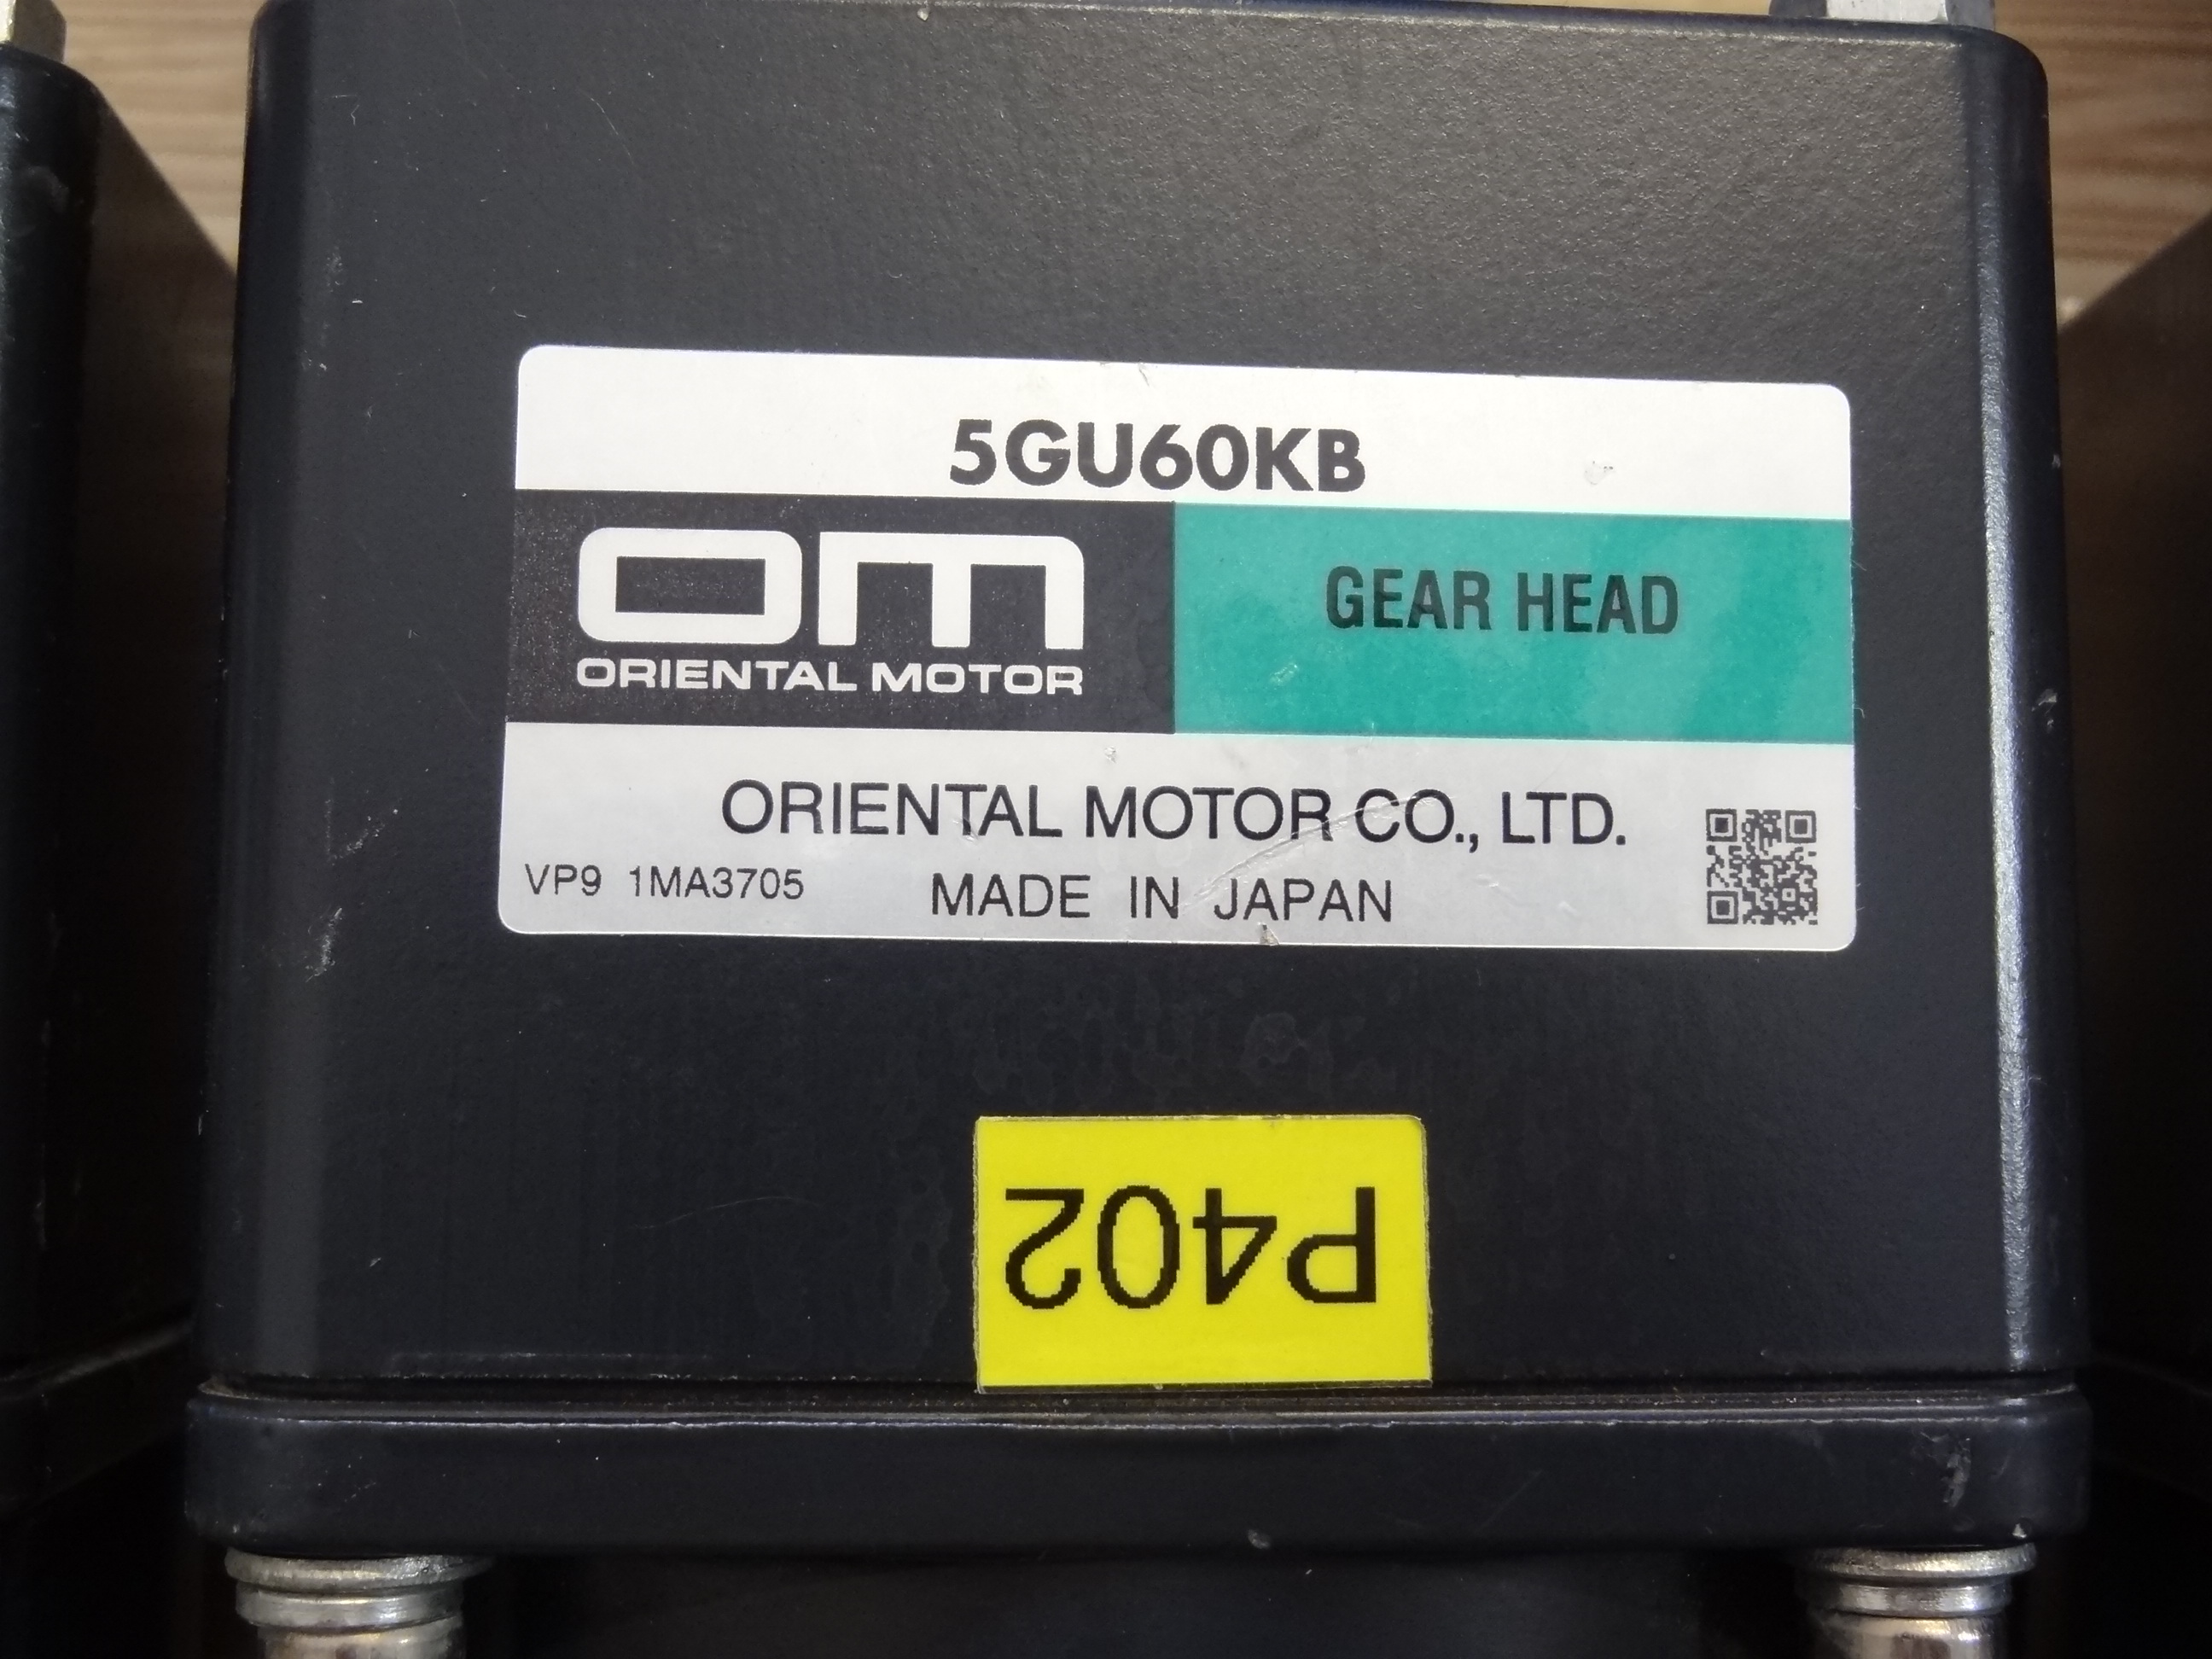 5GU60KB
om
ORIENTAL MOTOR
GEAR HEAD
ORIENTAL MOTOR CO., LTD.
VP9 1MA3705
MADE IN JAPAN
P402